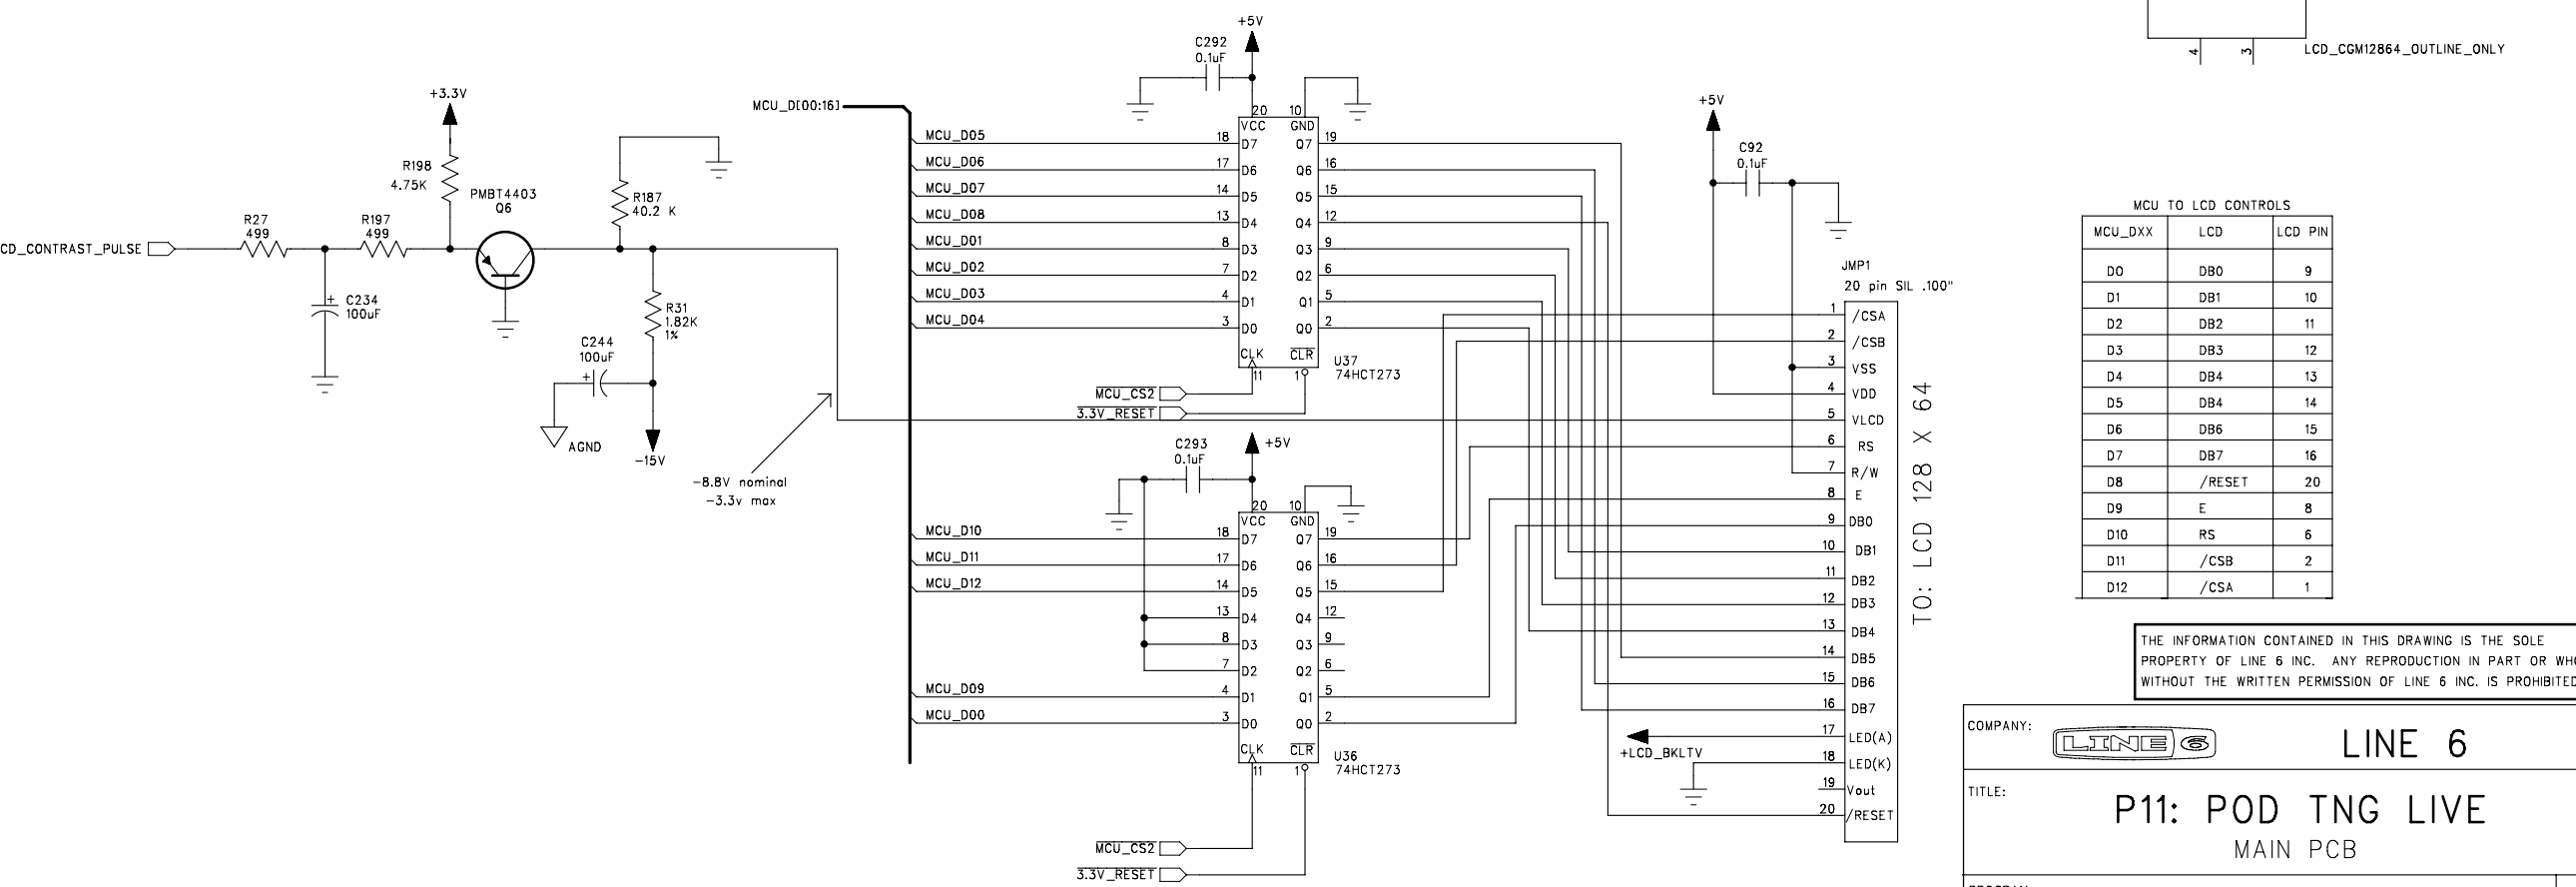 LCD_CGM12864_OUTLINE_ONLY
4
3
+5V
C292
0.1uF
+3.3V
R198
4.75K
PMBT4403
Q6
R27
499
R197
499
CD_CONTRAST_PULSE
C234
100uF
+
R187
40.2 K
R31
1.82K
1%
C244
100uF
+
AGND
-15V
-8.8V nominal
-3.3v max
MCU_D[00:16]
MCU_D05
MCU_D06
MCU_D07
MCU_D08
MCU_D01
MCU_D02
MCU_D03
MCU_D04
20 10
VCC GND
18 D7 Q7 19
17 D6 Q6 16
14 D5 Q5 15
13 D4 Q4 12
8 D3 Q3 9
7 D2 Q2 6
4 D1 Q1 5
3 D0 Q0 2
CLK CLR
11 1
U37
74HCT273
MCU_CS2
3.3V_RESET
C293
0.1uF
+5V
MCU_D10
MCU_D11
MCU_D12
MCU_D09
MCU_D00
20 10
VCC GND
18 D7 Q7 19
17 D6 Q6 16
14 D5 Q5 15
13 D4 Q4 12
8 D3 Q3 9
7 D2 Q2 6
4 D1 Q1 5
3 D0 Q0 2
CLK CLR
11 1
U36
74HCT273
MCU_CS2
3.3V_RESET
+5V
C92
0.1uF
JMP1
20 pin SIL .100"
1 /CSA
2 /CSB
3 VSS
4 VDD
5 VLCD
6 RS
7 R/W
8 E
9 DB0
10 DB1
11 DB2
12 DB3
13 DB4
14 DB5
15 DB6
16 DB7
17 LED(A)
18 LED(K)
19 Vout
20 /RESET
+LCD_BKLTV
TO: LCD 128 X 64
MCU TO LCD CONTROLS
MCU_DXX LCD LCD PIN
D0 DB0 9
D1 DB1 10
D2 DB2 11
D3 DB3 12
D4 DB4 13
D5 DB4 14
D6 DB6 15
D7 DB7 16
D8 /RESET 20
D9 E 8
D10 RS 6
D11 /CSB 2
D12 /CSA 1
THE INFORMATION CONTAINED IN THIS DRAWING IS THE SOLE
PROPERTY OF LINE 6 INC. ANY REPRODUCTION IN PART OR WH
WITHOUT THE WRITTEN PERMISSION OF LINE 6 INC. IS PROHIBITED
COMPANY:
LINE 6
LINE 6
TITLE:
P11: POD TNG LIVE
MAIN PCB